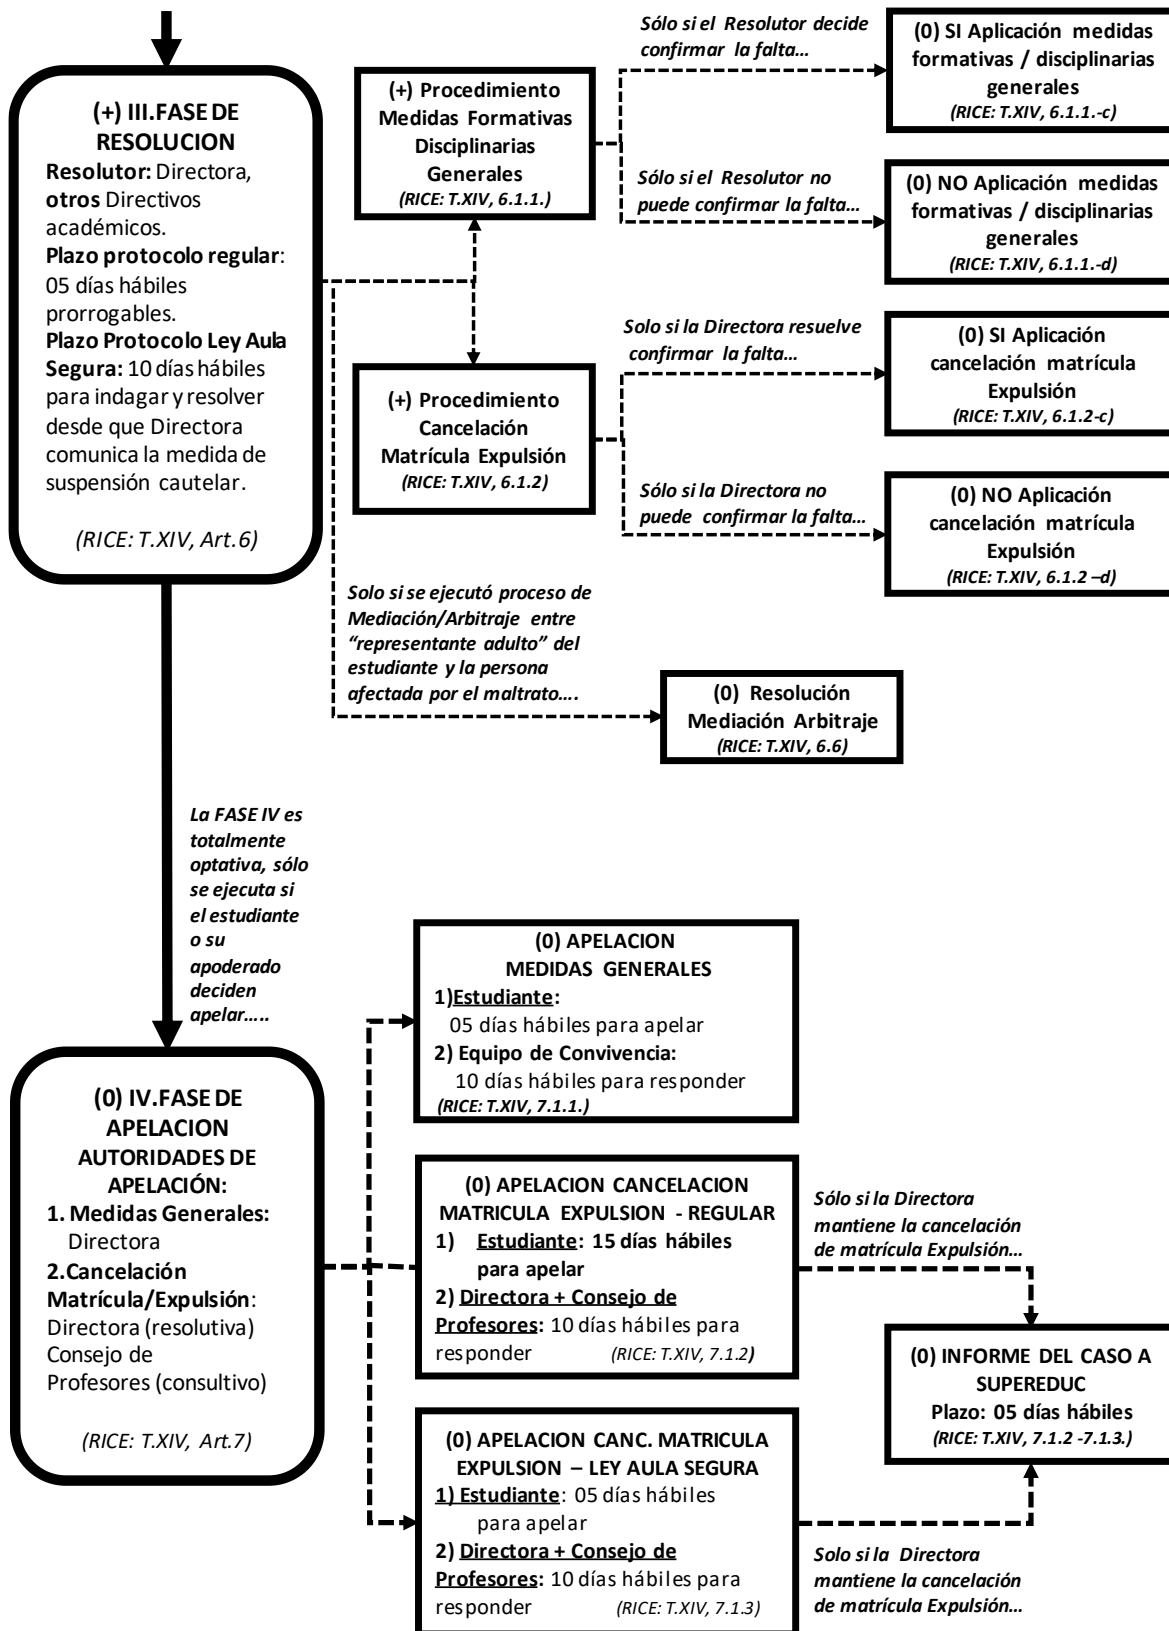 (+) III.FASE DE
RESOLUCION
Resolutor: Directora,
otros Directivos
académicos.
Plazo protocolo regular:
05 días hábiles
prorrogables.
Plazo Protocolo Ley Aula
Segura: 10 días hábiles
para indagar y resolver
desde que Directora
comunica la medida de
suspensión cautelar.
(RICE: T.XIV, Art.6)
(+) Procedimiento
Medidas Formativas
Disciplinarias
Generales
(RICE: T.XIV, 6.1.1.)
Sólo si el Resolutor decide
confirmar la falta...
(0) SI Aplicación medidas
formativas / disciplinarias
generales
(RICE: T.XIV, 6.1.1.-c)
Sólo si el Resolutor no
puede confirmar la falta...
(0) NO Aplicación medidas
formativas / disciplinarias
generales
(RICE: T.XIV, 6.1.1.-d)
(+) Procedimiento
Cancelación
Matrícula Expulsión
(RICE: T.XIV, 6.1.2)
Solo si la Directora resuelve
confirmar la falta...
(0) SI Aplicación
cancelación matrícula
Expulsión
(RICE: T.XIV, 6.1.2-c)
Sólo si la Directora no
puede confirmar la falta...
(0) NO Aplicación
cancelación matrícula
Expulsión
(RICE: T.XIV, 6.1.2 –d)
Solo si se ejecutó proceso de
Mediación/Arbitraje entre
“representante adulto” del
estudiante y la persona
afectada por el maltrato....
(0) Resolución
Mediación Arbitraje
(RICE: T.XIV, 6.6)
La FASE IV es
totalmente
optativa, sólo
se ejecuta si
el estudiante
o su
apoderado
deciden
apelar.....
(0) IV.FASE DE
APELACION
AUTORIDADES DE
APELACIÓN:
1. Medidas Generales:
Directora
2.Cancelación
Matrícula/Expulsión:
Directora (resolutiva)
Consejo de
Profesores (consultivo)
(RICE: T.XIV, Art.7)
(0) APELACION
MEDIDAS GENERALES
1)Estudiante:
05 días hábiles para apelar
2) Equipo de Convivencia:
10 días hábiles para responder
(RICE: T.XIV, 7.1.1.)
(0) APELACION CANCELACION
MATRICULA EXPULSION - REGULAR
1) Estudiante: 15 días hábiles
para apelar
2) Directora + Consejo de
Profesores: 10 días hábiles para
responder (RICE: T.XIV, 7.1.2)
Sólo si la Directora
mantiene la cancelación
de matrícula Expulsión...
(0) INFORME DEL CASO A
SUPEREDUC
Plazo: 05 días hábiles
(RICE: T.XIV, 7.1.2 -7.1.3.)
(0) APELACION CANC. MATRICULA
EXPULSION – LEY AULA SEGURA
1) Estudiante: 05 días hábiles
para apelar
2) Directora + Consejo de
Profesores: 10 días hábiles para
responder (RICE: T.XIV, 7.1.3)
Solo si la Directora
mantiene la cancelación
de matrícula Expulsión...